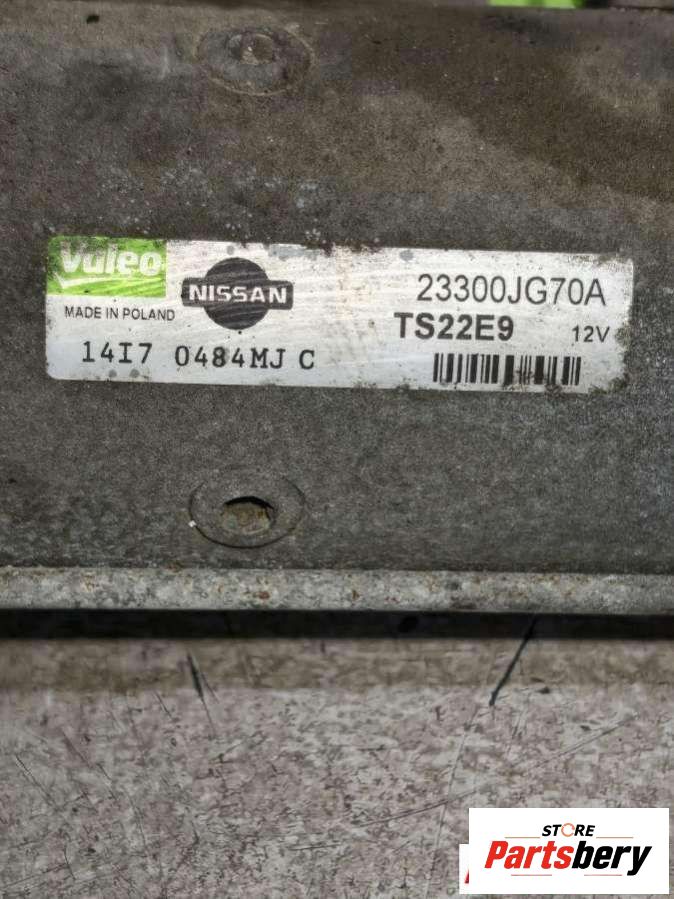 Valeo
MADE IN POLAND
NISSAN
23300JG70A
TS22E9 12V
14I7 0484MJ C
STORE
Partsbery